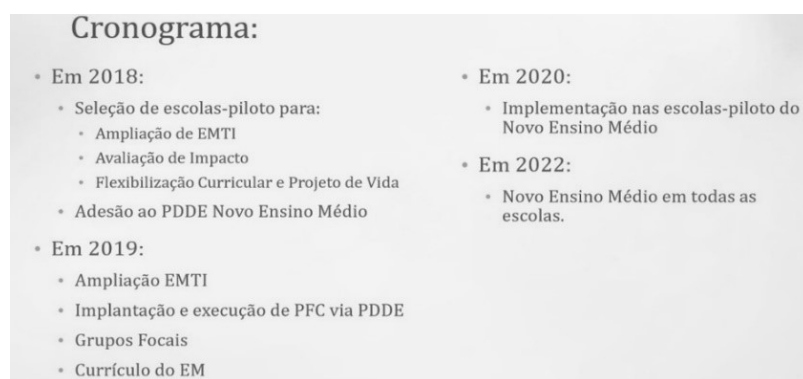 Cronograma:
• Em 2018:
• Seleção de escolas-piloto para:
• Ampliação de EMTI
• Avaliação de Impacto
• Flexibilização Curricular e Projeto de Vida
• Adesão ao PDDE Novo Ensino Médio
• Em 2019:
• Ampliação EMTI
• Implantação e execução de PFC via PDDE
• Grupos Focais
• Currículo do EM
• Em 2020:
• Implementação nas escolas-piloto do
Novo Ensino Médio
• Em 2022:
• Novo Ensino Médio em todas as
escolas.